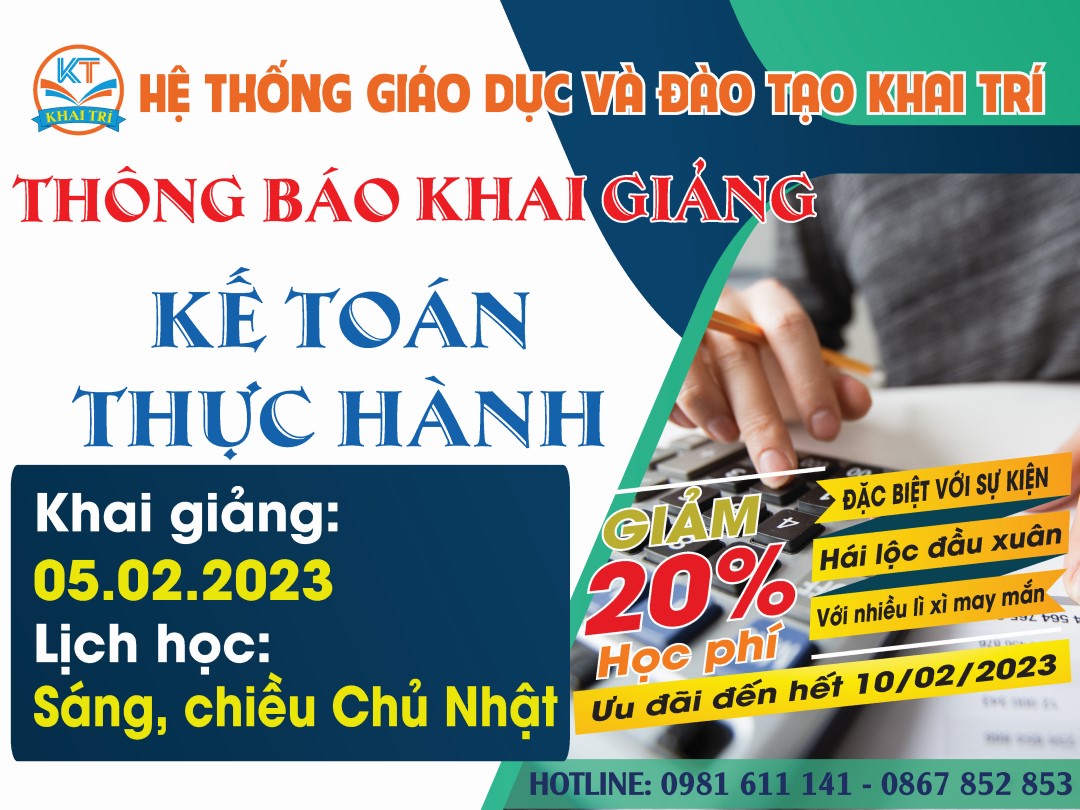 KT
KHAI TRÍ
HỆ THỐNG GIÁO DỤC VÀ ĐÀO TẠO KHAI TRÍ
THÔNG BÁO KHAI GIẢNG
KẾ TOÁN
THỰC HÀNH
Khai giảng:
05.02.2023
Lịch học:
Sáng, chiều Chủ Nhật
GIẢM
20%
Học phí
ĐẶC BIỆT VỚI SỰ KIỆN
Hái lộc đầu xuân
Với nhiều lì xì may mắn
Ưu đãi đến hết 10/02/2023
HOTLINE: 0981 611 141 - 0867 852 853